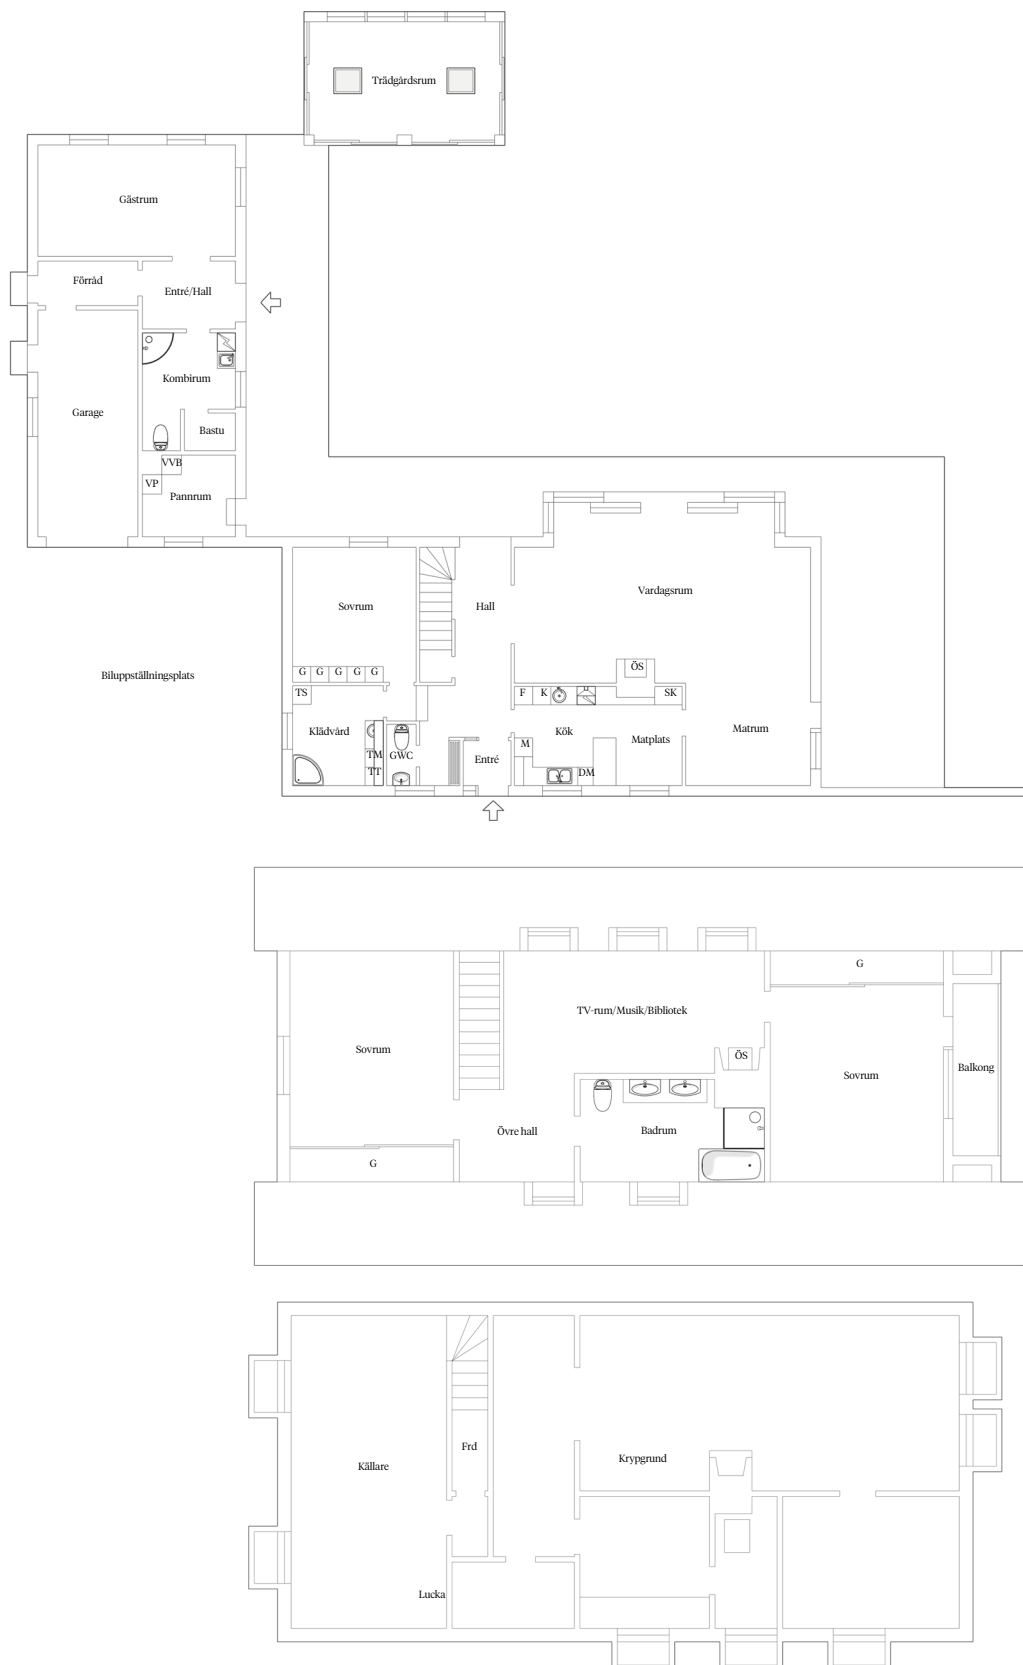 Trädgårdsrum
Gästrum
Förråd
Entré/Hall
Kombirum
Garage
Bastu
VVB
VP
Pannrum
Sovrum
Hall
Vardagsrum
ÖS
G G G G G
Biluppställningsplats
TS
F K
SK
Klädvård
Kök
Matplats
Matrum
TM
GWC
M
Entré
TT
DM
G
TV-rum/Musik/Bibliotek
Sovrum
ÖS
Sovrum
Balkong
Övre hall
Badrum
G
Frd
Källare
Krypgrund
Lucka